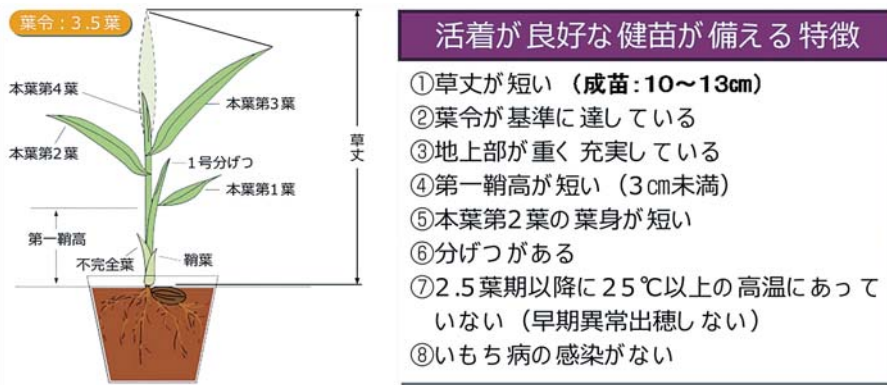 葉令：3.5葉
本葉第4葉
本葉第3葉
本葉第2葉
1号分げつ
本葉第1葉
草丈
第一鞘高
不完全葉
鞘葉
活着が良好な健苗が備える特徴
①草丈が短い（成苗：10～13㎝）
②葉令が基準に達している
③地上部が重く充実している
④第一鞘高が短い（3㎝未満）
⑤本葉第2葉の葉身が短い
⑥分げつがある
⑦2.5葉期以降に25℃以上の高温にあって
いない（早期異常出穂しない）
⑧いもち病の感染がない